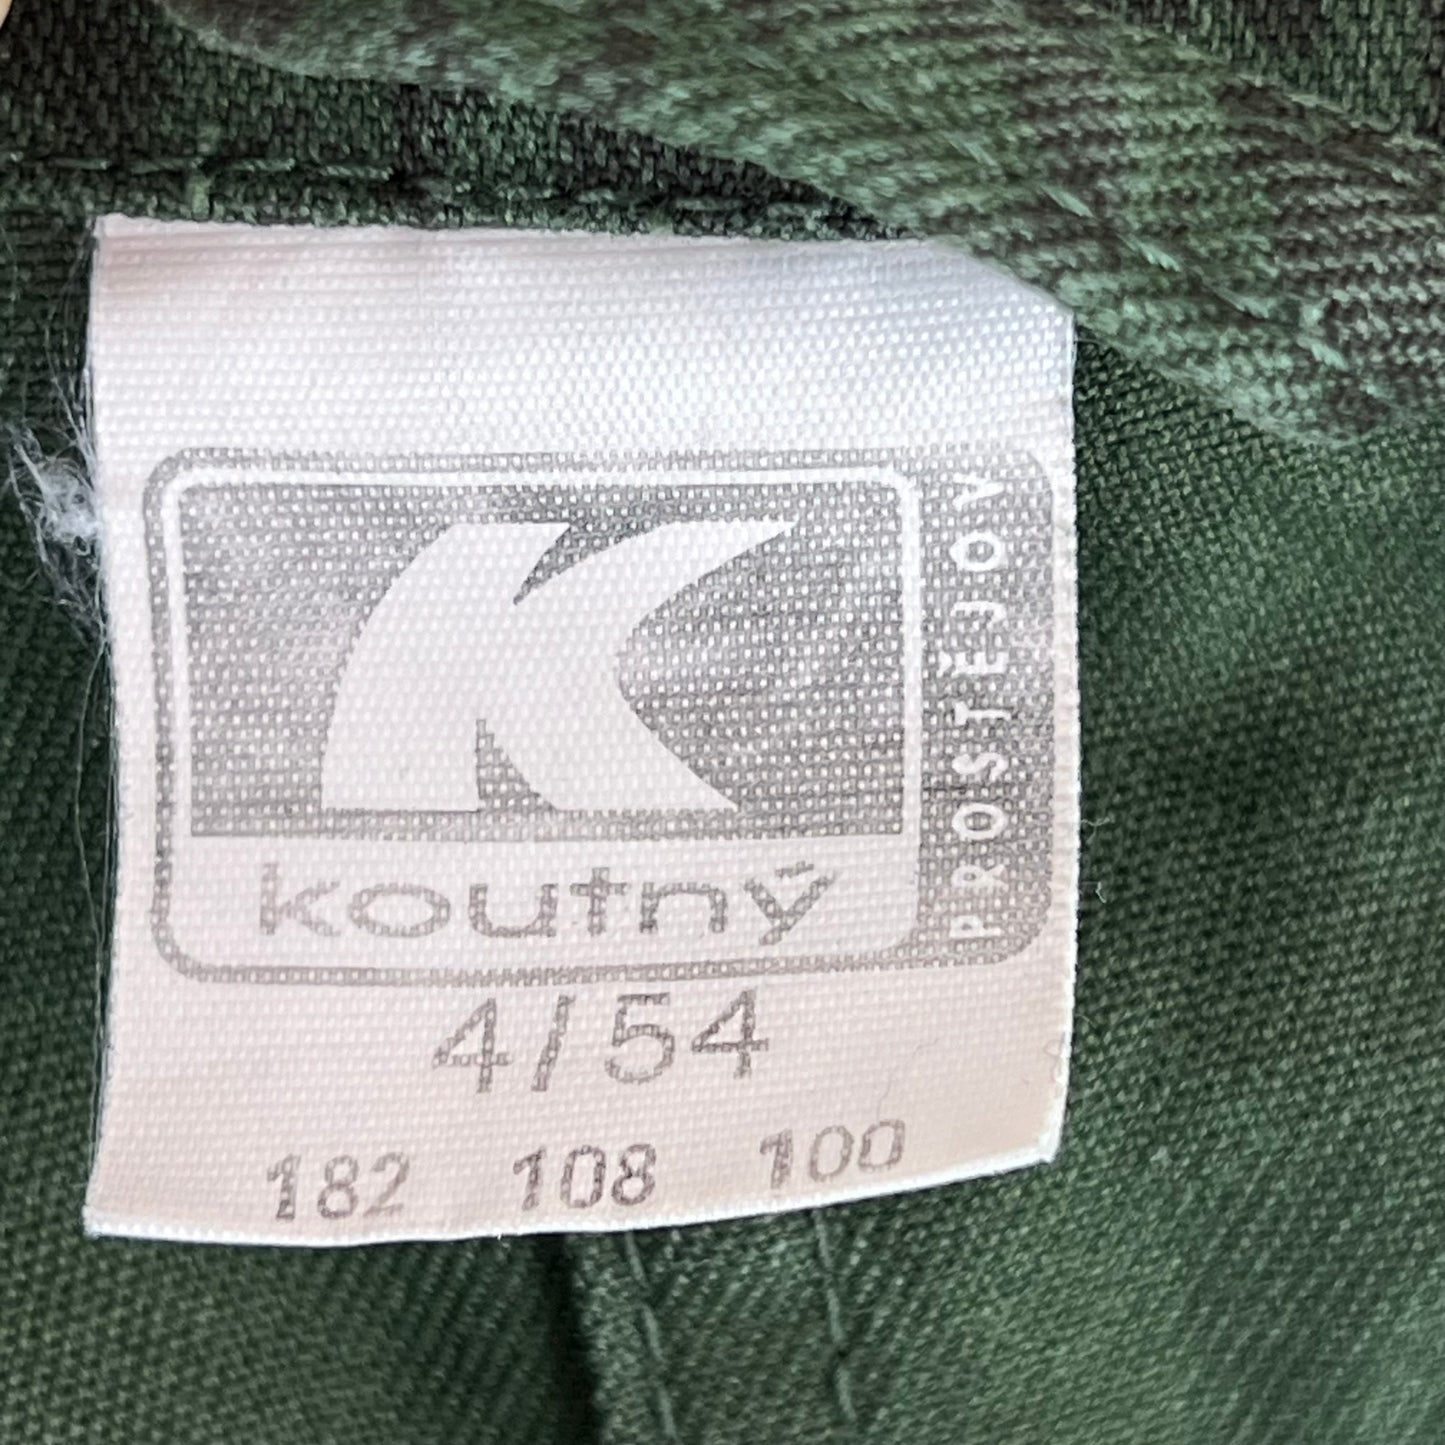 K
koutný
PROSTĚJOV
4/54
182 108 100